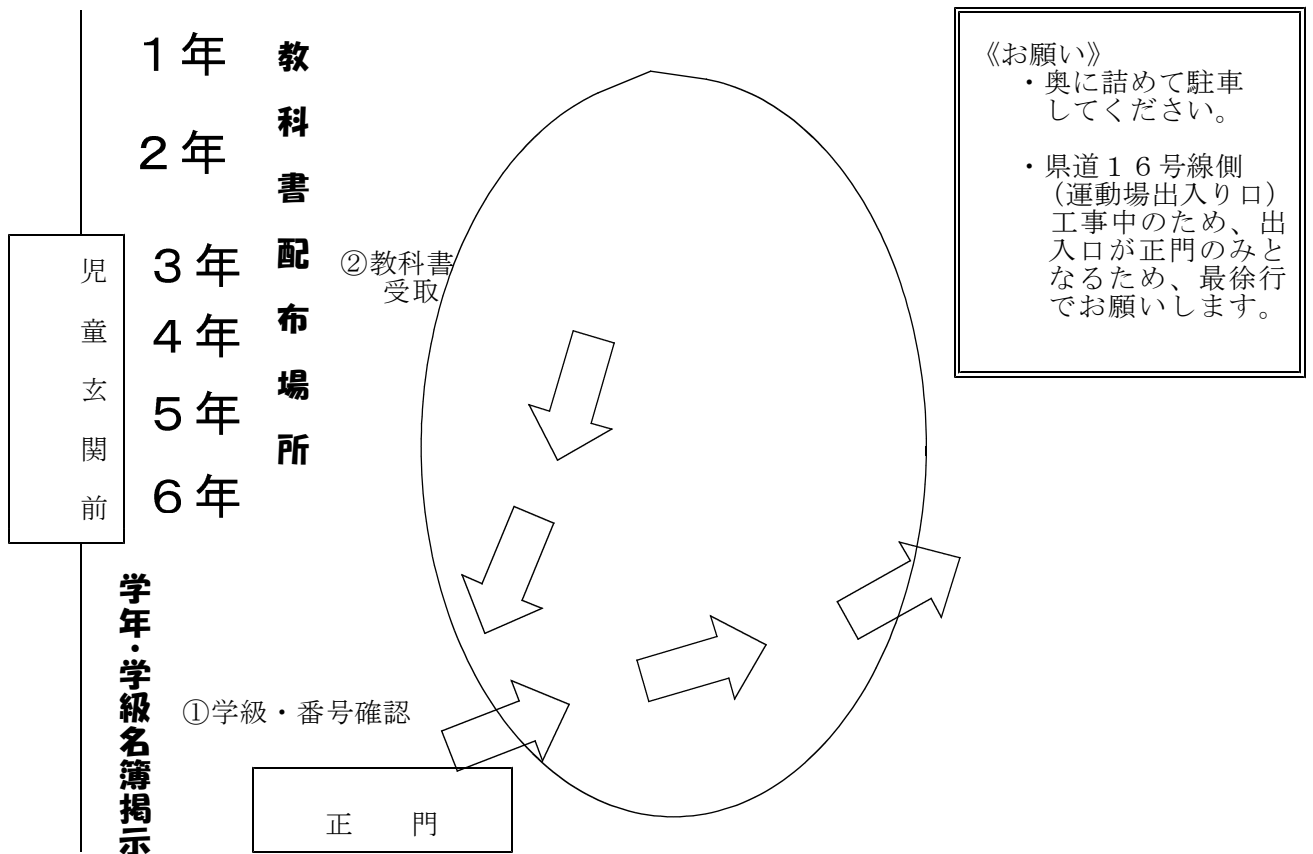 1年
2年
3年
4年
5年
6年
教科書配布場所
児童玄関前
②教科書
受取
学年・学級名簿掲示
①学級・番号確認
正　門
《お願い》
・奥に詰めて駐車
してください。
・県道１６号線側
（運動場出入り口）
工事中のため、出
入口が正門のみと
なるため、最徐行
でお願いします。